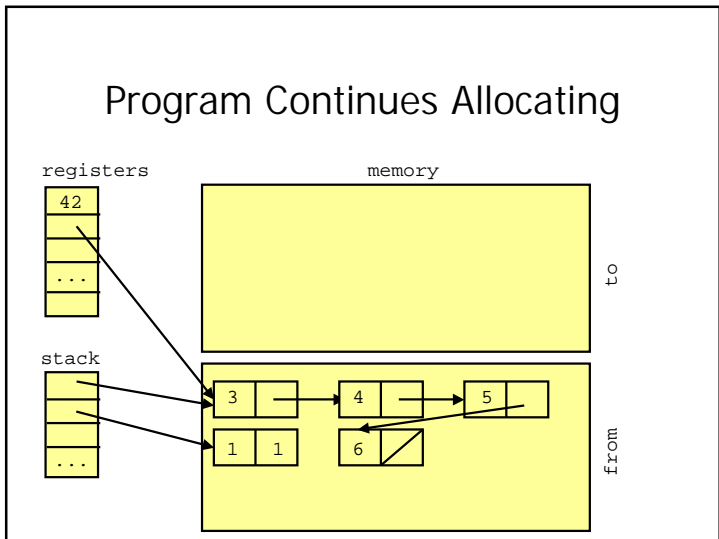 Program Continues Allocating
registers
memory
42
...
to
stack
3
4
5
1 1
6
...
from